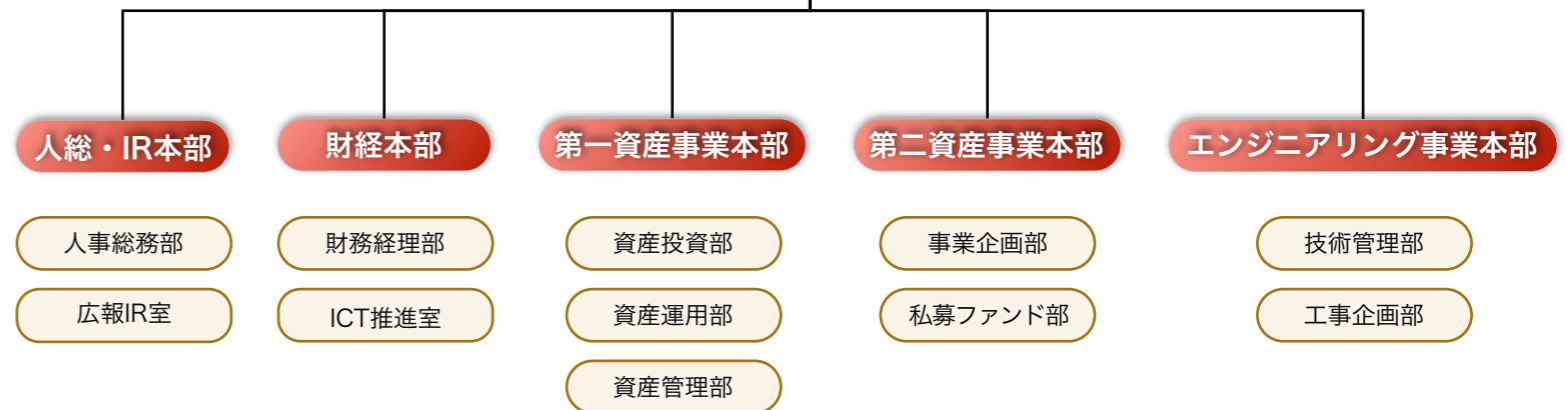 人総・IR本部
財経本部
第一資産事業本部
第二資産事業本部
エンジニアリング事業本部
人事総務部
財務経理部
資産投資部
事業企画部
技術管理部
広報IR室
ICT推進室
資産運用部
私募ファンド部
工事企画部
資産管理部